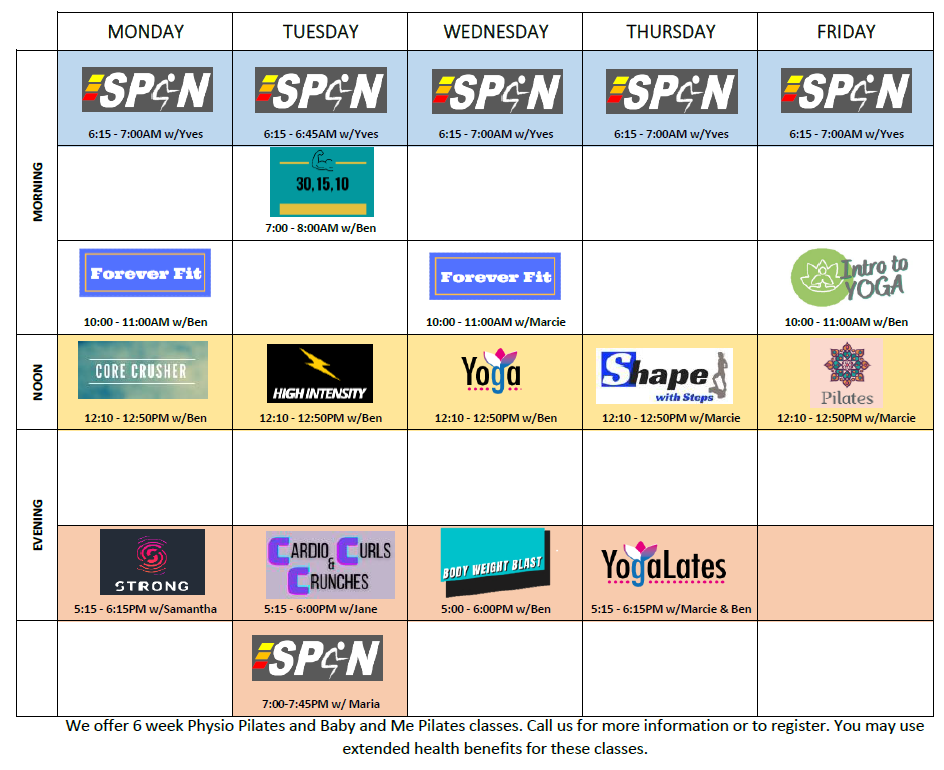 MONDAY TUESDAY WEDNESDAY THURSDAY FRIDAY
MORNING
SPIN SPIN SPIN SPIN SPIN
6:15 - 7:00AM w/Yves 6:15 - 6:45AM w/Yves 6:15 - 7:00AM w/Yves 6:15 - 7:00AM w/Yves 6:15 - 7:00AM w/Yves
30,15,10
7:00 - 8:00AM w/Ben
Forever Fit Forever Fit Intro to
YOGA
10:00 - 11:00AM w/Ben 10:00 - 11:00AM w/Marcie 10:00 - 11:00AM w/Ben
NOON
CORE CRUSHER HIGH INTENSITY Yoga Shape
with Steps Pilates
12:10 - 12:50PM w/Ben 12:10 - 12:50PM w/Ben 12:10 - 12:50PM w/Ben 12:10 - 12:50PM w/Marcie 12:10 - 12:50PM w/Marcie
EVENING
STRONG CARDIO CURLS
&
CRUNCHES BODY WEIGHT BLAST YogaLates
5:15 - 6:15PM w/Samantha 5:15 - 6:00PM w/Jane 5:00 - 6:00PM w/Ben 5:15 - 6:15PM w/Marcie & Ben
SPIN
7:00-7:45PM w/ Maria
We offer 6 week Physio Pilates and Baby and Me Pilates classes. Call us for more information or to register. You may use
extended health benefits for these classes.